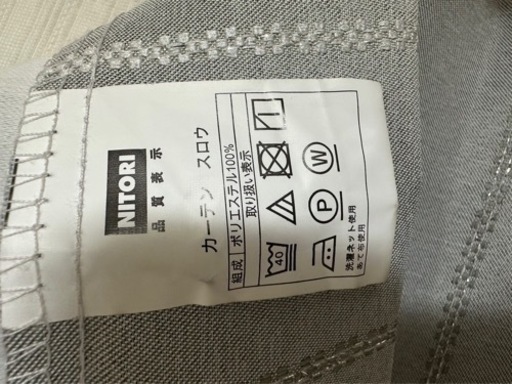 NITORI
品質表示
カーテン スロウ
組成 ポリエステル100%
取り扱い表示
40
P W
洗濯ネット使用
あて布使用